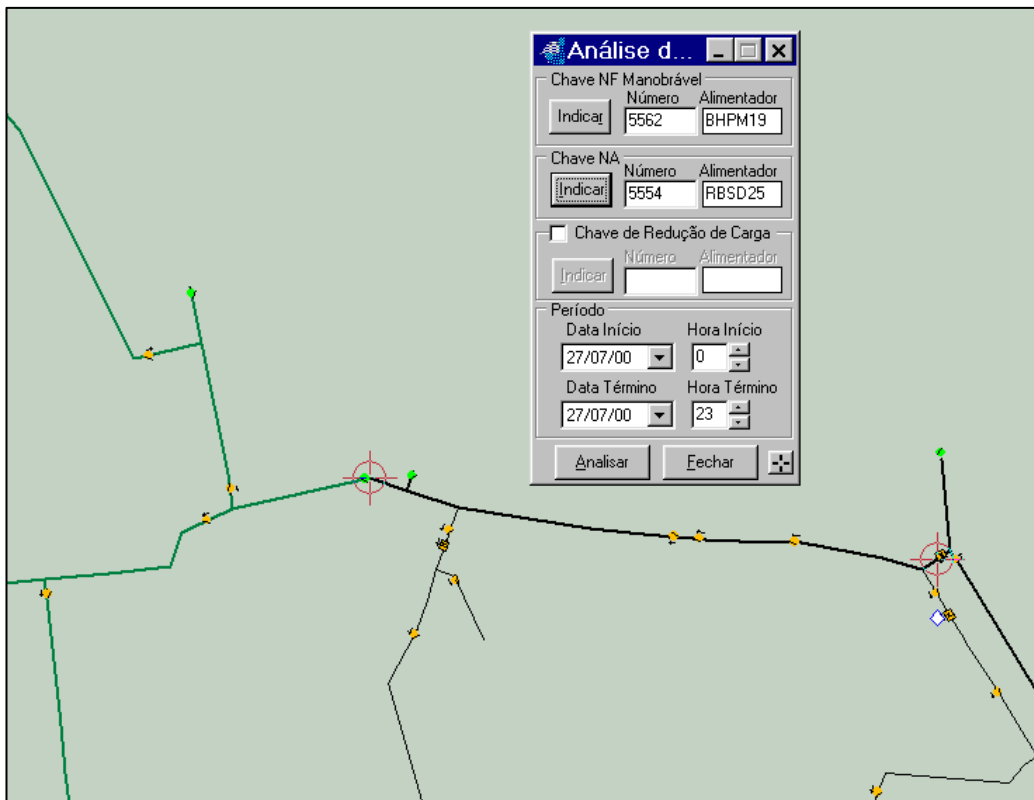 Análise d...
Chave NF Manobrável
Número Alimentador
Indicar 5562 BHPM19
Chave NA
Número Alimentador
Indicar 5554 RBSD25
Chave de Redução de Carga
Número Alimentador
Indicar
Período
Data Início Hora Início
27/07/00 0
Data Término Hora Término
27/07/00 23
Analisar Fechar